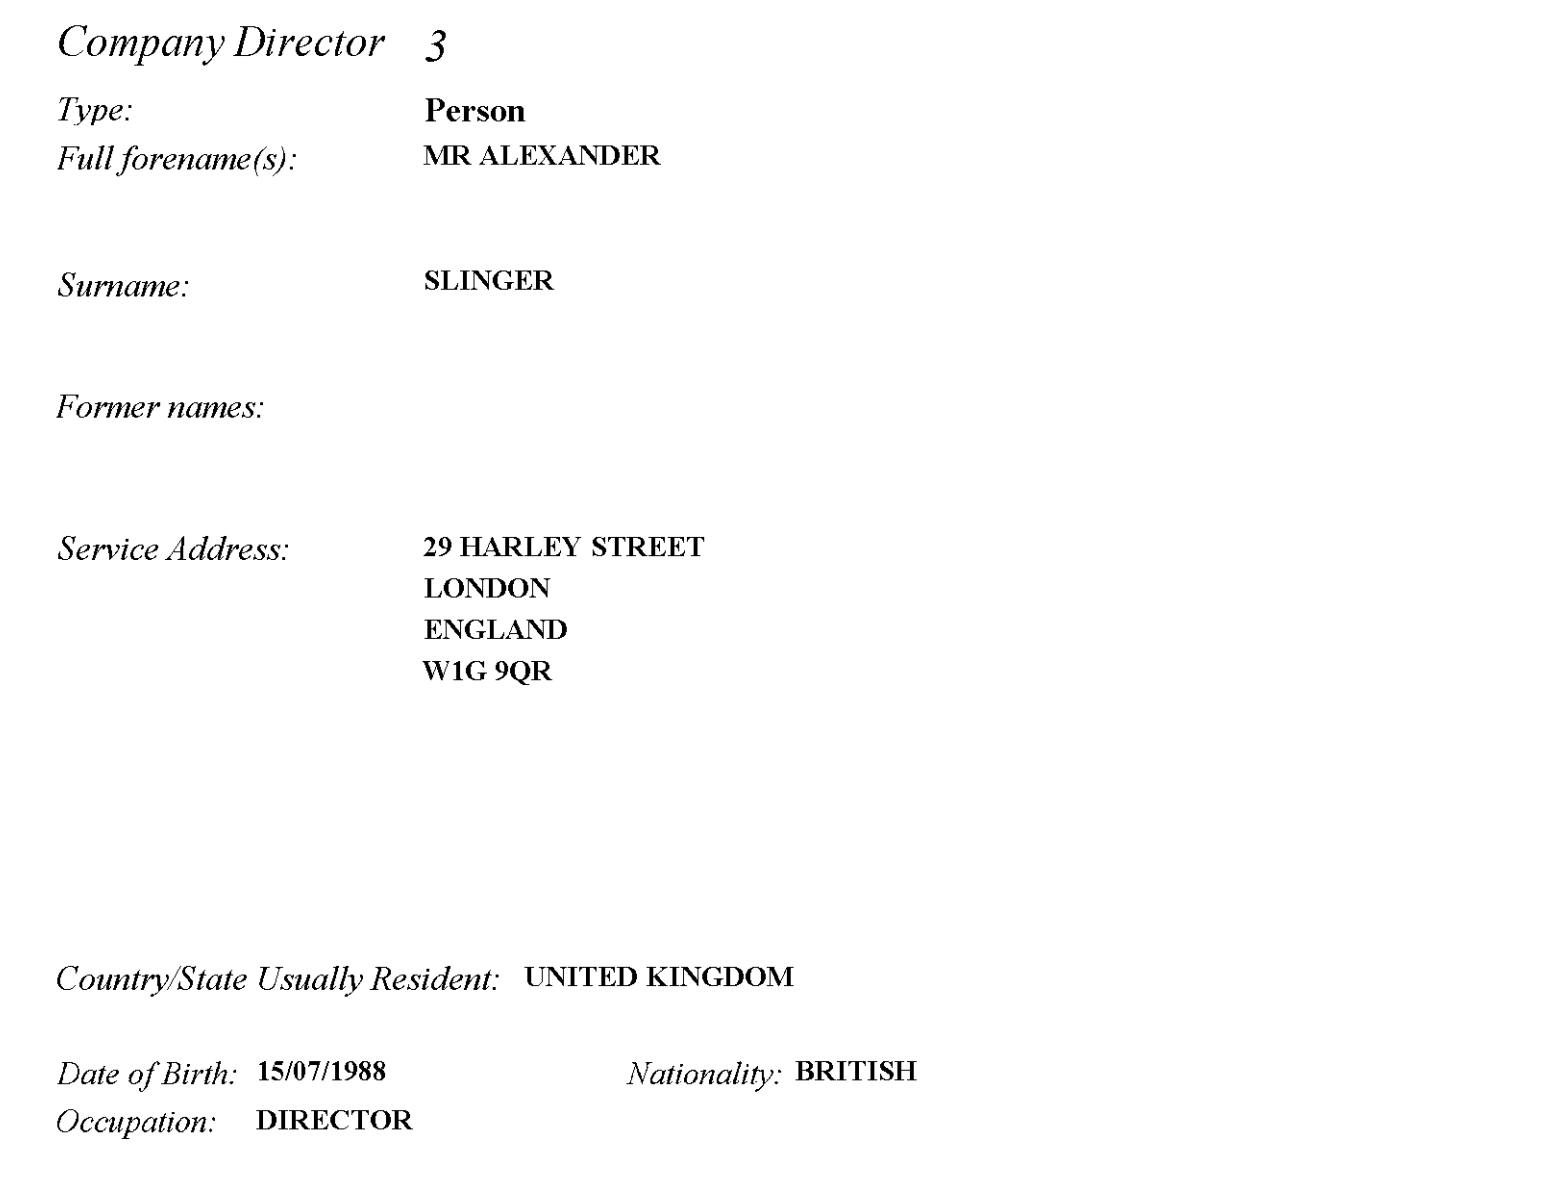 Company Director 3
Type: Person
Full forename(s): MR ALEXANDER
Surname: SLINGER
Former names:
Service Address: 29 HARLEY STREET
LONDON
ENGLAND
W1G 9QR
Country/State Usually Resident: UNITED KINGDOM
Date of Birth: 15/07/1988 Nationality: BRITISH
Occupation: DIRECTOR